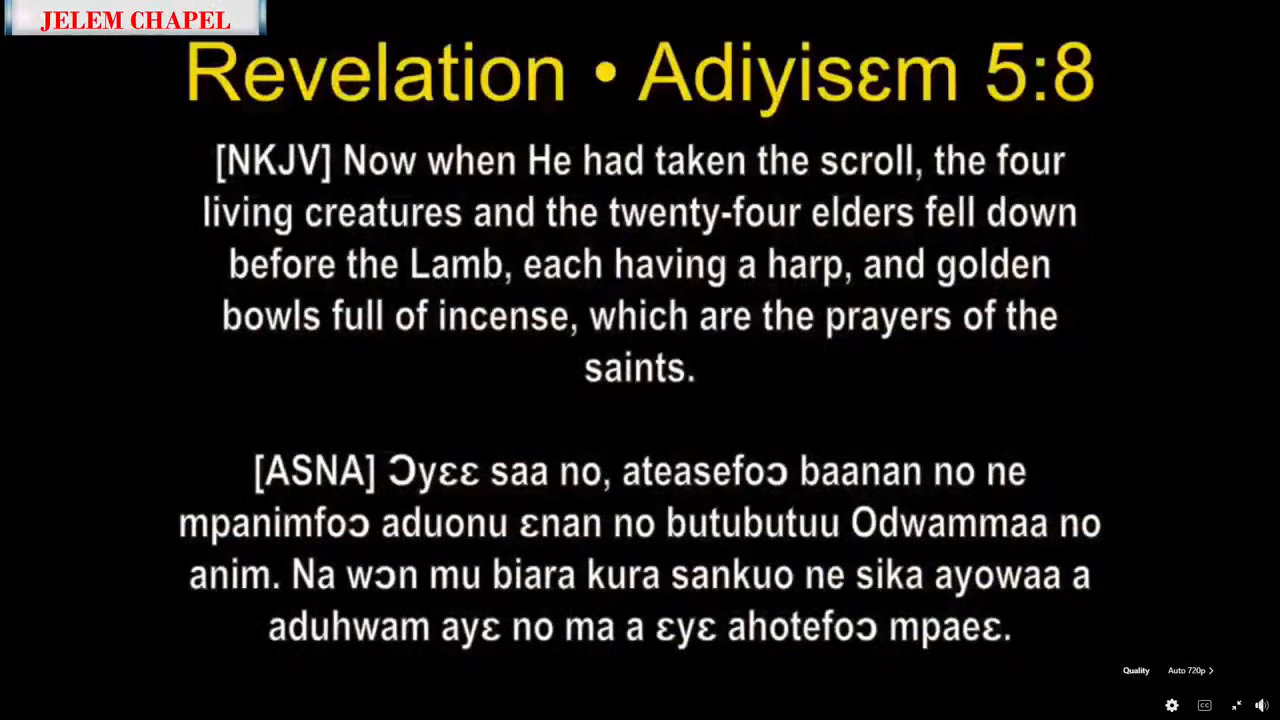 JELEM CHAPEL
Revelation • Adiyisɛm 5:8
[NKJV] Now when He had taken the scroll, the four
living creatures and the twenty-four elders fell down
before the Lamb, each having a harp, and golden
bowls full of incense, which are the prayers of the
saints.
[ASNA] Ɔyɛɛ saa no, ateasefoɔ baanan no ne
mpanimfoɔ aduonu ɛnan no butubutuu Odwammaa no
anim. Na wɔn mu biara kura sankuo ne sika ayowaa a
aduhwam ayɛ no ma a ɛyɛ ahotefoɔ mpaeɛ.
Quality Auto 720p >
CC